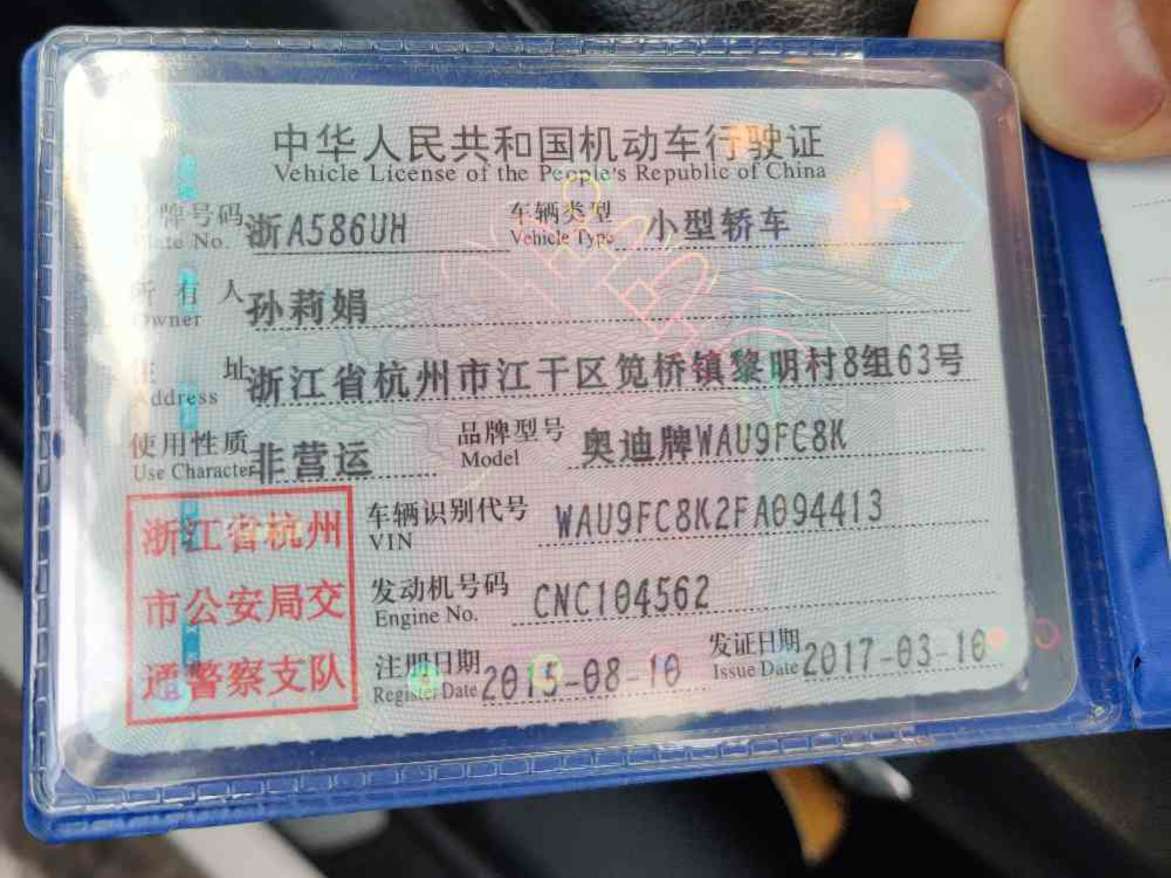 中华人民共和国机动车行驶证
Vehicle License of the People's Republic of China
号牌号码 浙A586UH 车辆类型 小型轿车
Plate No. Vehicle Type
所有人 孙莉娟
Owner
住址 浙江省杭州市江干区笕桥镇黎明村8组63号
Address
使用性质 非营运 品牌型号 奥迪牌WAU9FC8K
Use Character Model
浙江省杭州 车辆识别代号 WAU9FC8K2FA094413
VIN
市公安局交 发动机号码 CNC104562
Engine No.
通警察支队 注册日期 2015-08-10 发证日期 2017-03-10
Register Date Issue Date